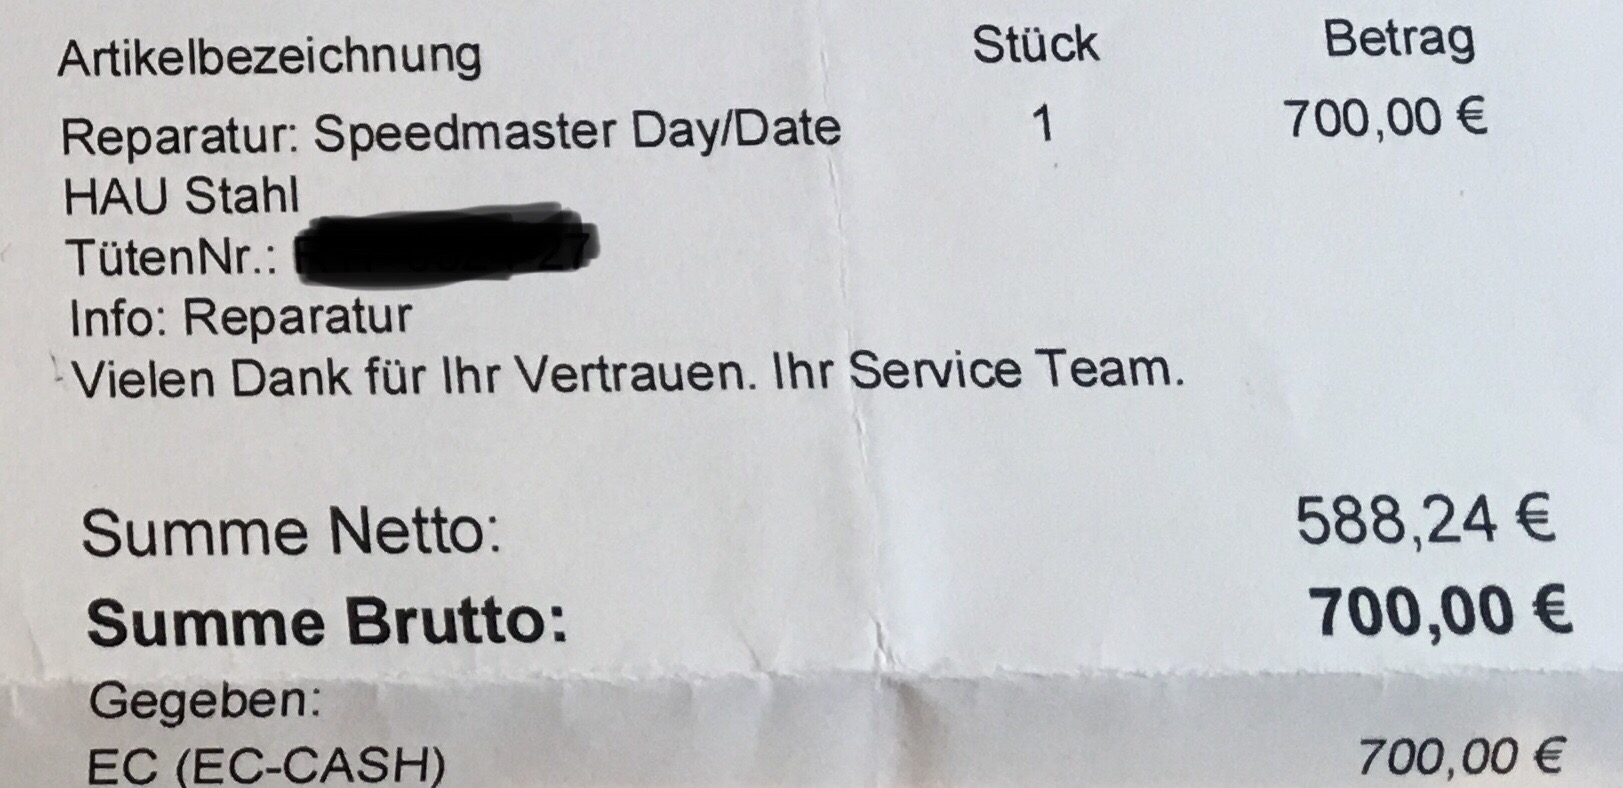 Artikelbezeichnung Stück Betrag
Reparatur: Speedmaster Day/Date 1 700,00 €
HAU Stahl
TütenNr.:
Info: Reparatur
Vielen Dank für Ihr Vertrauen. Ihr Service Team.
Summe Netto: 588,24 €
Summe Brutto: 700,00 €
Gegeben:
EC (EC-CASH) 700,00 €